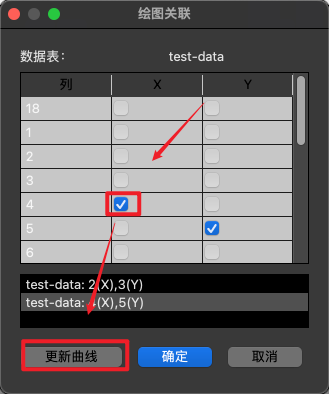 绘图关联
数据表： test-data
列 X Y
18
1
2
3
4
5
6
test-data: 2(X),3(Y)
test-data: 4(X),5(Y)
更新曲线 确定 取消